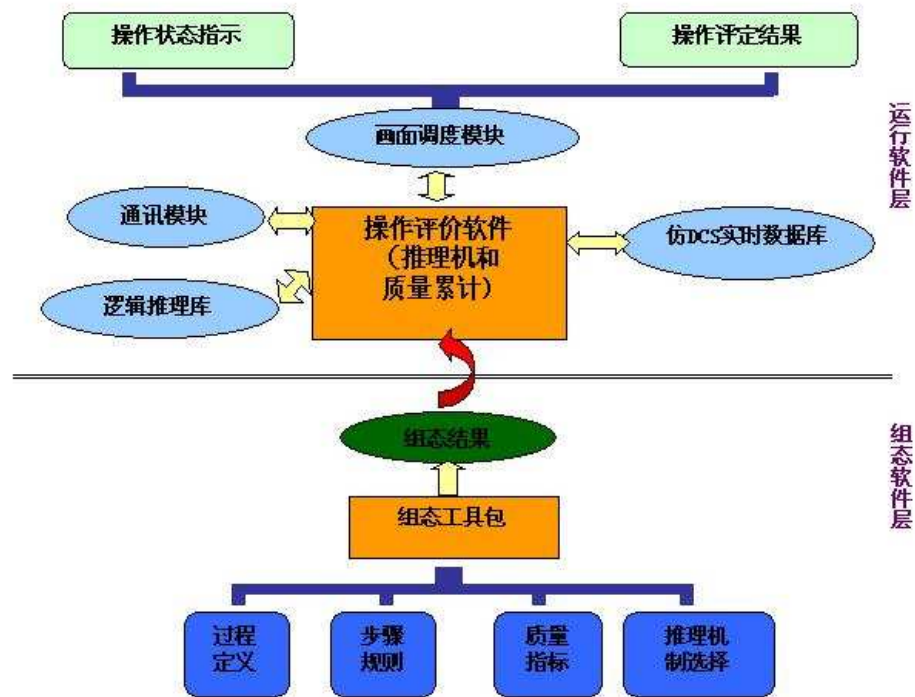 操作状态指示
操作评定结果
画面调度模块
运行软件层
通讯模块
操作评价软件
（推理机和
质量累计）
仿DCS实时数据库
逻辑推理库
组态结果
组态软件层
组态工具包
过程
定义
步骤
规则
质量
指标
推理机
制选择